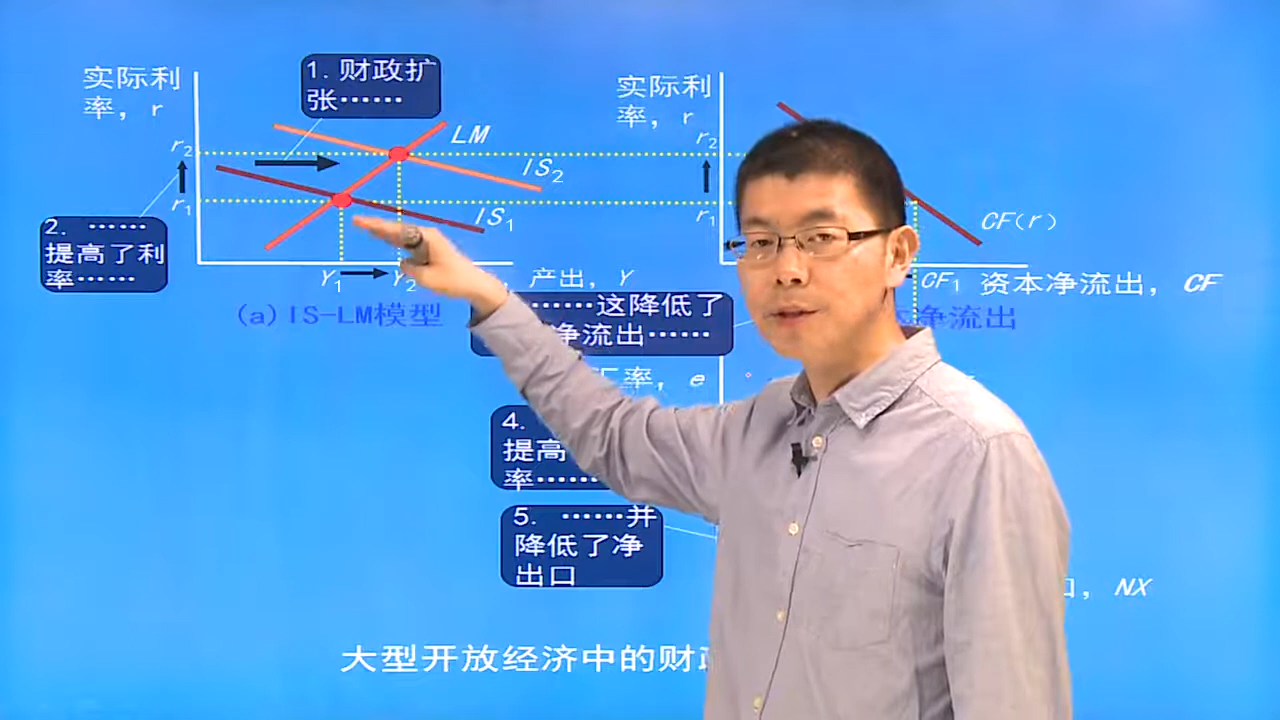 实际利
率，r
1. 财政扩
张……
r₂
r₁
LM
IS₂
IS₁
2. ……
提高了利
率……
Y₁
Y₂
产出，Y
(a)IS-LM模型
实际利
率，r
r₂
r₁
CF(r)
CF₁
资本净流出，CF
净流出
……这降低了
净流出……
率，e
4.
提高
率……
5. ……并
降低了净
出口
，NX
大型开放经济中的财